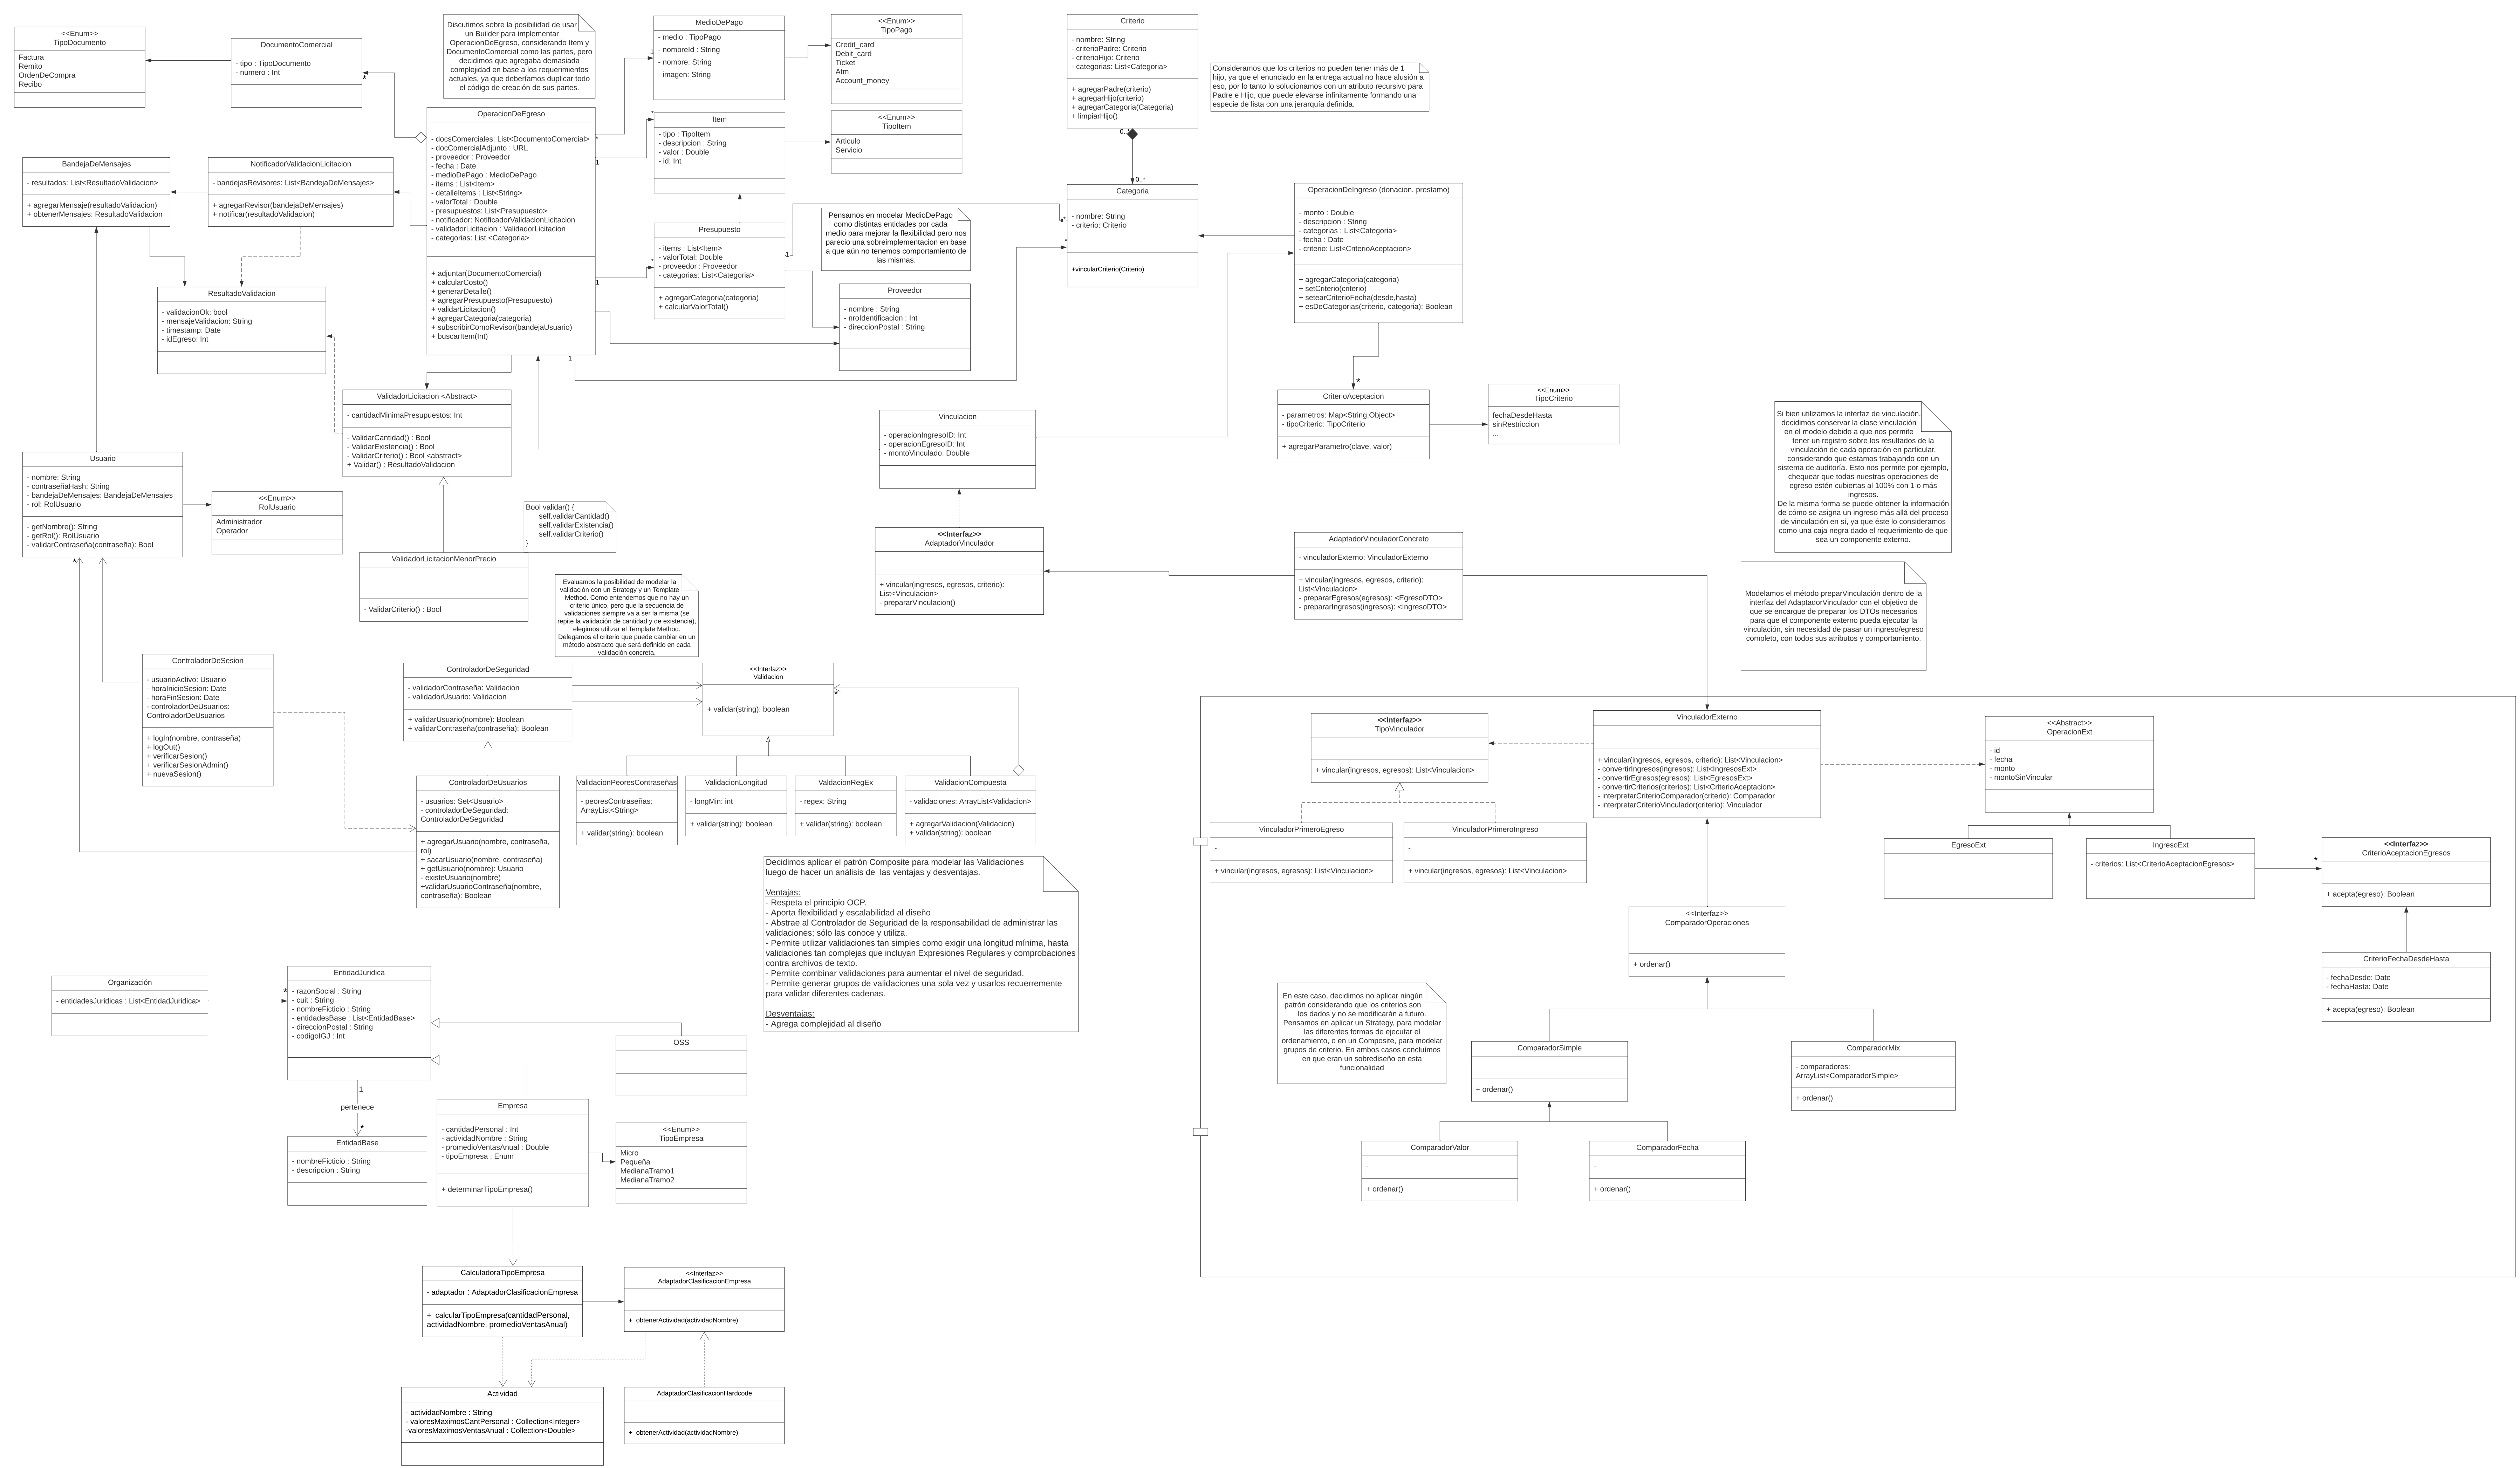 <<Enum>>
TipoDocumento
Factura
Remito
OrdenDeCompra
Recibo
DocumentoComercial
- tipo : TipoDocumento
- numero : Int
*
Discutimos sobre la posibilidad de usar
un Builder para implementar
OperacionDeEgreso, considerando Item y
DocumentoComercial como las partes, pero
decidimos que agregaba demasiada
complejidad en base a los requerimientos
actuales, ya que deberíamos duplicar todo
el código de creación de sus partes.
MedioDePago
- medio : TipoPago
- nombreId : String
- nombre: String
- imagen: String
1
<<Enum>>
TipoPago
Credit_card
Debit_card
Ticket
Atm
Account_money
Criterio
- nombre: String
- criterioPadre: Criterio
- criterioHijo: Criterio
- categorias: List<Categoria>
+ agregarPadre(criterio)
+ agregarHijo(criterio)
+ agregarCategoria(Categoria)
+ limpiarHijo()
0..1
0..*
Consideramos que los criterios no pueden tener más de 1
hijo, ya que el enunciado en la entrega actual no hace alusión a
eso, por lo tanto lo solucionamos con un atributo recursivo para
Padre e Hijo, que puede elevarse infinitamente formando una
especie de lista con una jerarquía definida.
OperacionDeEgreso
- docsComerciales: List<DocumentoComercial>
- docComercialAdjunto : URL
- proveedor : Proveedor
- fecha : Date
- medioDePago : MedioDePago
- items : List<Item>
- detalleItems : List<String>
- valorTotal : Double
- presupuestos: List<Presupuesto>
- notificador: NotificadorValidacionLicitacion
- validadorLicitacion : ValidadorLicitacion
- categorias: List <Categoria>
+ adjuntar(DocumentoComercial)
+ calcularCosto()
+ generarDetalle()
+ agregarPresupuesto(Presupuesto)
+ validarLicitacion()
+ agregarCategoria(categoria)
+ subscribirComoRevisor(bandejaUsuario)
+ buscarItem(Int)
*
1
1
1
Item
- tipo : TipoItem
- descripcion : String
- valor : Double
- id: Int
*
<<Enum>>
TipoItem
Articulo
Servicio
BandejaDeMensajes
- resultados: List<ResultadoValidacion>
+ agregarMensaje(resultadoValidacion)
+ obtenerMensajes: ResultadoValidacion
NotificadorValidacionLicitacion
- bandejasRevisores: List<BandejaDeMensajes>
+ agregarRevisor(bandejaDeMensajes)
+ notificar(resultadoValidacion)
Presupuesto
- items : List<Item>
- valorTotal: Double
- proveedor : Proveedor
- categorias: List<Categoria>
+ agregarCategoria(categoria)
+ calcularValorTotal()
*
1
Pensamos en modelar MedioDePago
como distintas entidades por cada
medio para mejorar la flexibilidad pero nos
parecio una sobreimplementacion en base
a que aún no tenemos comportamiento de
las mismas.
Categoria
- nombre: String
- criterio: Criterio
+vincularCriterio(Criterio)
*
*
OperacionDeIngreso (donacion, prestamo)
- monto : Double
- descripcion : String
- categorias : List<Categoria>
- fecha : Date
- criterio: List<CriterioAceptacion>
+ agregarCategoria(categoria)
+ setCriterio(criterio)
+ setearCriterioFecha(desde,hasta)
+ esDeCategorias(criterio, categoria): Boolean
Proveedor
- nombre : String
- nroIdentificacion : Int
- direccionPostal : String
ResultadoValidacion
- validacionOk: bool
- mensajeValidacion: String
- timestamp: Date
- idEgreso: Int
ValidadorLicitacion <Abstract>
- cantidadMinimaPresupuestos: Int
- ValidarCantidad() : Bool
- ValidarExistencia() : Bool
- ValidarCriterio() : Bool <abstract>
+ Validar() : ResultadoValidacion
Vinculacion
- operacionIngresoID: Int
- operacionEgresoID: Int
- montoVinculado: Double
*
CriterioAceptacion
- parametros: Map<String,Object>
- tipoCriterio: TipoCriterio
+ agregarParametro(clave, valor)
<<Enum>>
TipoCriterio
fechaDesdeHasta
sinRestriccion
...
Si bien utilizamos la interfaz de vinculación,
decidimos conservar la clase vinculación
en el modelo debido a que nos permite
tener un registro sobre los resultados de la
vinculación de cada operación en particular,
considerando que estamos trabajando con un
sistema de auditoría. Esto nos permite por ejemplo,
chequear que todas nuestras operaciones de
egreso estén cubiertas al 100% con 1 o más
ingresos.
De la misma forma se puede obtener la información
de cómo se asigna un ingreso más allá del proceso
de vinculación en sí, ya que éste lo consideramos
como una caja negra dado el requerimiento de que
sea un componente externo.
Usuario
- nombre: String
- contraseñaHash: String
- bandejaDeMensajes: BandejaDeMensajes
- rol: RolUsuario
- getNombre(): String
- getRol(): RolUsuario
- validarContraseña(contraseña): Bool
*
<<Enum>>
RolUsuario
Administrador
Operador
Bool validar() {
self.validarCantidad()
self.validarExistencia()
self.validarCriterio()
}
ValidadorLicitacionMenorPrecio
- ValidarCriterio() : Bool
Evaluamos la posibilidad de modelar la
validación con un Strategy y un Template
Method. Como entendemos que no hay un
criterio único, pero que la secuencia de
validaciones siempre va a ser la misma (se
repite la validación de cantidad y de existencia),
elegimos utilizar el Template Method.
Delegamos el criterio que puede cambiar en un
método abstracto que será definido en cada
validación concreta.
<<Interfaz>>
AdaptadorVinculador
+ vincular(ingresos, egresos, criterio):
List<Vinculacion>
- prepararVinculacion()
AdaptadorVinculadorConcreto
- vinculadorExterno: VinculadorExterno
+ vincular(ingresos, egresos, criterio):
List<Vinculacion>
- prepararEgresos(egresos): <EgresoDTO>
- prepararIngresos(ingresos): <IngresoDTO>
Modelamos el método preparVinculación dentro de la
interfaz del AdaptadorVinculador con el objetivo de
que se encargue de preparar los DTOs necesarios
para que el componente externo pueda ejecutar la
vinculación, sin necesidad de pasar un ingreso/egreso
completo, con todos sus atributos y comportamiento.
ControladorDeSesion
- usuarioActivo: Usuario
- horaInicioSesion: Date
- horaFinSesion: Date
- controladorDeUsuarios:
ControladorDeUsuarios
+ logIn(nombre, contraseña)
+ logOut()
+ verificarSesion()
+ verificarSesionAdmin()
+ nuevaSesion()
ControladorDeSeguridad
- validadorContraseña: Validacion
- validadorUsuario: Validacion
+ validarUsuario(nombre): Boolean
+ validarContraseña(contraseña): Boolean
<<Interfaz>>
Validacion
+ validar(string): boolean
*
ControladorDeUsuarios
- usuarios: Set<Usuario>
- controladorDeSeguridad:
ControladorDeSeguridad
+ agregarUsuario(nombre, contraseña,
rol)
+ sacarUsuario(nombre, contraseña)
+ getUsuario(nombre): Usuario
- existeUsuario(nombre)
+validarUsuarioContraseña(nombre,
contraseña): Boolean
ValidacionPeoresContraseñas
- peoresContraseñas:
ArrayList<String>
+ validar(string): boolean
ValidacionLongitud
- longMin: int
+ validar(string): boolean
ValdacionRegEx
- regex: String
+ validar(string): boolean
ValidacionCompuesta
- validaciones: ArrayList<Validacion>
+ agregarValidacion(Validacion)
+ validar(string): boolean
Decidimos aplicar el patrón Composite para modelar las Validaciones
luego de hacer un análisis de las ventajas y desventajas.
Ventajas:
- Respeta el principio OCP.
- Aporta flexibilidad y escalabilidad al diseño
- Abstrae al Controlador de Seguridad de la responsabilidad de administrar las
validaciones; sólo las conoce y utiliza.
- Permite utilizar validaciones tan simples como exigir una longitud mínima, hasta
validaciones tan complejas que incluyan Expresiones Regulares y comprobaciones
contra archivos de texto.
- Permite combinar validaciones para aumentar el nivel de seguridad.
- Permite generar grupos de validaciones una sola vez y usarlos recurremente
para validar diferentes cadenas.
Desventajas:
- Agrega complejidad al diseño
<<Interfaz>>
TipoVinculador
+ vincular(ingresos, egresos): List<Vinculacion>
VinculadorExterno
+ vincular(ingresos, egresos, criterio): List<Vinculacion>
- convertirIngresos(ingresos): List<IngresosExt>
- convertirEgresos(egresos): List<EgresosExt>
- convertirCriterios(criterios): List<CriterioAceptacion>
- interpretarCriterioComparador(criterio): Comparador
- interpretarCriterioVinculador(criterio): Vinculador
<<Abstract>>
OperacionExt
- id
- fecha
- monto
- montoSinVincular
VinculadorPrimeroEgreso
-
+ vincular(ingresos, egresos): List<Vinculacion>
VinculadorPrimeroIngreso
-
+ vincular(ingresos, egresos): List<Vinculacion>
EgresoExt
IngresoExt
- criterios: List<CriterioAceptacionEgresos>
*
<<Interfaz>>
CriterioAceptacionEgresos
+ acepta(egreso): Boolean
<<Interfaz>>
ComparadorOperaciones
+ ordenar()
CriterioFechaDesdeHasta
- fechaDesde: Date
- fechaHasta: Date
+ acepta(egreso): Boolean
En este caso, decidimos no aplicar ningún
patrón considerando que los criterios son
los dados y no se modificarán a futuro.
Pensamos en aplicar un Strategy, para modelar
las diferentes formas de ejecutar el
ordenamiento, o en un Composite, para modelar
grupos de criterio. En ambos casos concluímos
en que eran un sobrediseño en esta
funcionalidad
ComparadorSimple
+ ordenar()
ComparadorMix
- comparadores:
ArrayList<ComparadorSimple>
+ ordenar()
ComparadorValor
-
+ ordenar()
ComparadorFecha
-
+ ordenar()
Organización
- entidadesJuridicas : List<EntidadJuridica>
*
EntidadJuridica
- razonSocial : String
- cuit : String
- nombreFicticio : String
- entidadesBase : List<EntidadBase>
- direccionPostal : String
- codigoIGJ : Int
1
pertenece
*
OSS
Empresa
- cantidadPersonal : Int
- actividadNombre : String
- promedioVentasAnual : Double
- tipoEmpresa : Enum
+ determinarTipoEmpresa()
<<Enum>>
TipoEmpresa
Micro
Pequeña
MedianaTramo1
MedianaTramo2
EntidadBase
- nombreFicticio : String
- descripcion : String
CalculadoraTipoEmpresa
- adaptador : AdaptadorClasificacionEmpresa
+ calcularTipoEmpresa(cantidadPersonal,
actividadNombre, promedioVentasAnual)
<<Interfaz>>
AdaptadorClasificacionEmpresa
+ obtenerActividad(actividadNombre)
Actividad
- actividadNombre : String
- valoresMaximosCantPersonal : Collection<Integer>
-valoresMaximosVentasAnual : Collection<Double>
AdaptadorClasificacionHardcode
+ obtenerActividad(actividadNombre)